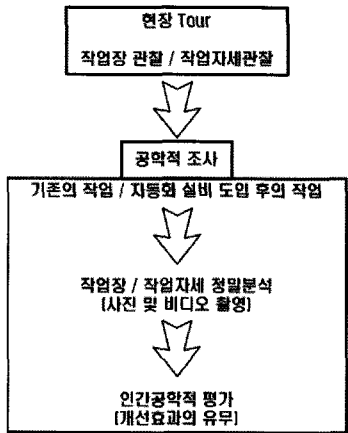 현장 Tour
작업장 관찰 / 작업자세관찰
공학적 조사
기존의 작업 / 자동화 설비 도입 후의 작업
작업장 / 작업자세 정밀분석
(사진 및 비디오 촬영)
인간공학적 평가
(개선효과의 유무)